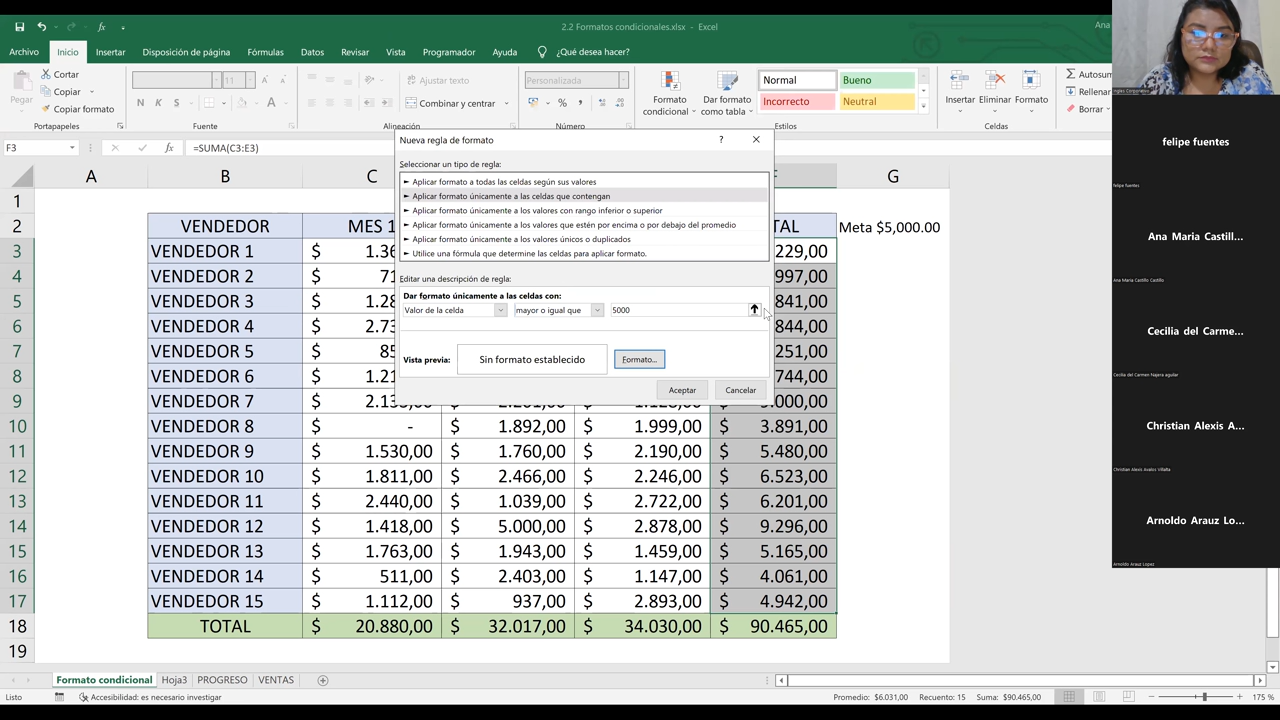 2.2 Formatos condicionales.xlsx - Excel
Ana
Archivo Inicio Insertar Disposición de página Fórmulas Datos Revisar Vista Programador Ayuda ¿Qué desea hacer?
Pegar
Cortar
Copiar
Copiar formato
11
Ajustar texto
Combinar y centrar
Personalizada
Formato condicional
Dar formato como tabla
Normal Bueno
Incorrecto Neutral
Insertar Eliminar Formato
Autosum
Rellenar
Borrar
Portapapeles Fuente Alineación Número Estilos Celdas
F3 =SUMA(C3:E3)
Nueva regla de formato
Seleccionar un tipo de regla:
► Aplicar formato a todas las celdas según sus valores
► Aplicar formato únicamente a las celdas que contengan
► Aplicar formato únicamente a los valores con rango inferior o superior
► Aplicar formato únicamente a los valores que estén por encima o por debajo del promedio
► Aplicar formato únicamente a los valores únicos o duplicados
► Utilice una fórmula que determine las celdas para aplicar formato.
Editar una descripción de regla:
Dar formato únicamente a las celdas con:
Valor de la celda mayor o igual que 5000
Vista previa: Sin formato establecido Formato...
Aceptar Cancelar
A B C G
1
2 VENDEDOR MES 1 TAL Meta $5,000.00
3 VENDEDOR 1 $ 1.36 229,00
4 VENDEDOR 2 $ 71 997,00
5 VENDEDOR 3 $ 1.28 841,00
6 VENDEDOR 4 $ 2.73 844,00
7 VENDEDOR 5 $ 85 251,00
8 VENDEDOR 6 $ 1.21 744,00
9 VENDEDOR 7 $
10 VENDEDOR 8 $ - $ 1.892,00 $ 1.999,00 $ 3.891,00
11 VENDEDOR 9 $ 1.530,00 $ 1.760,00 $ 2.190,00 $ 5.480,00
12 VENDEDOR 10 $ 1.811,00 $ 2.466,00 $ 2.246,00 $ 6.523,00
13 VENDEDOR 11 $ 2.440,00 $ 1.039,00 $ 2.722,00 $ 6.201,00
14 VENDEDOR 12 $ 1.418,00 $ 5.000,00 $ 2.878,00 $ 9.296,00
15 VENDEDOR 13 $ 1.763,00 $ 1.943,00 $ 1.459,00 $ 5.165,00
16 VENDEDOR 14 $ 511,00 $ 2.403,00 $ 1.147,00 $ 4.061,00
17 VENDEDOR 15 $ 1.112,00 $ 937,00 $ 2.893,00 $ 4.942,00
18 TOTAL $ 20.880,00 $ 32.017,00 $ 34.030,00 $ 90.465,00
19
Formato condicional Hoja3 PROGRESO VENTAS
Listo Accesibilidad: es necesario investigar Promedio: $6.031,00 Recuento: 15 Suma: $90.465,00 175 %
felipe fuentes
felipe fuentes
Ana Maria Castill...
Ana Maria Castillo Castillo
Cecilia del Carme...
Cecilia del Carmen Najera aguilar
Christian Alexis A...
Christian Alexis Avalos Villalta
Arnoldo Arauz Lo...
Arnoldo Arauz Lopez